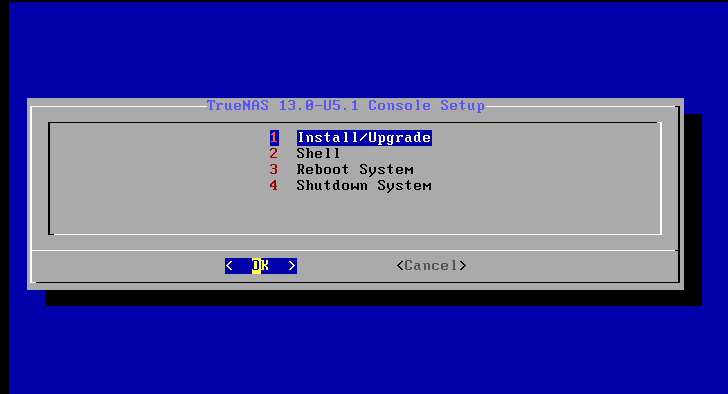 TrueNAS 13.0-U5.1 Console Setup
1 Install/Upgrade
2 Shell
3 Reboot System
4 Shutdown System
< OK > <Cancel>